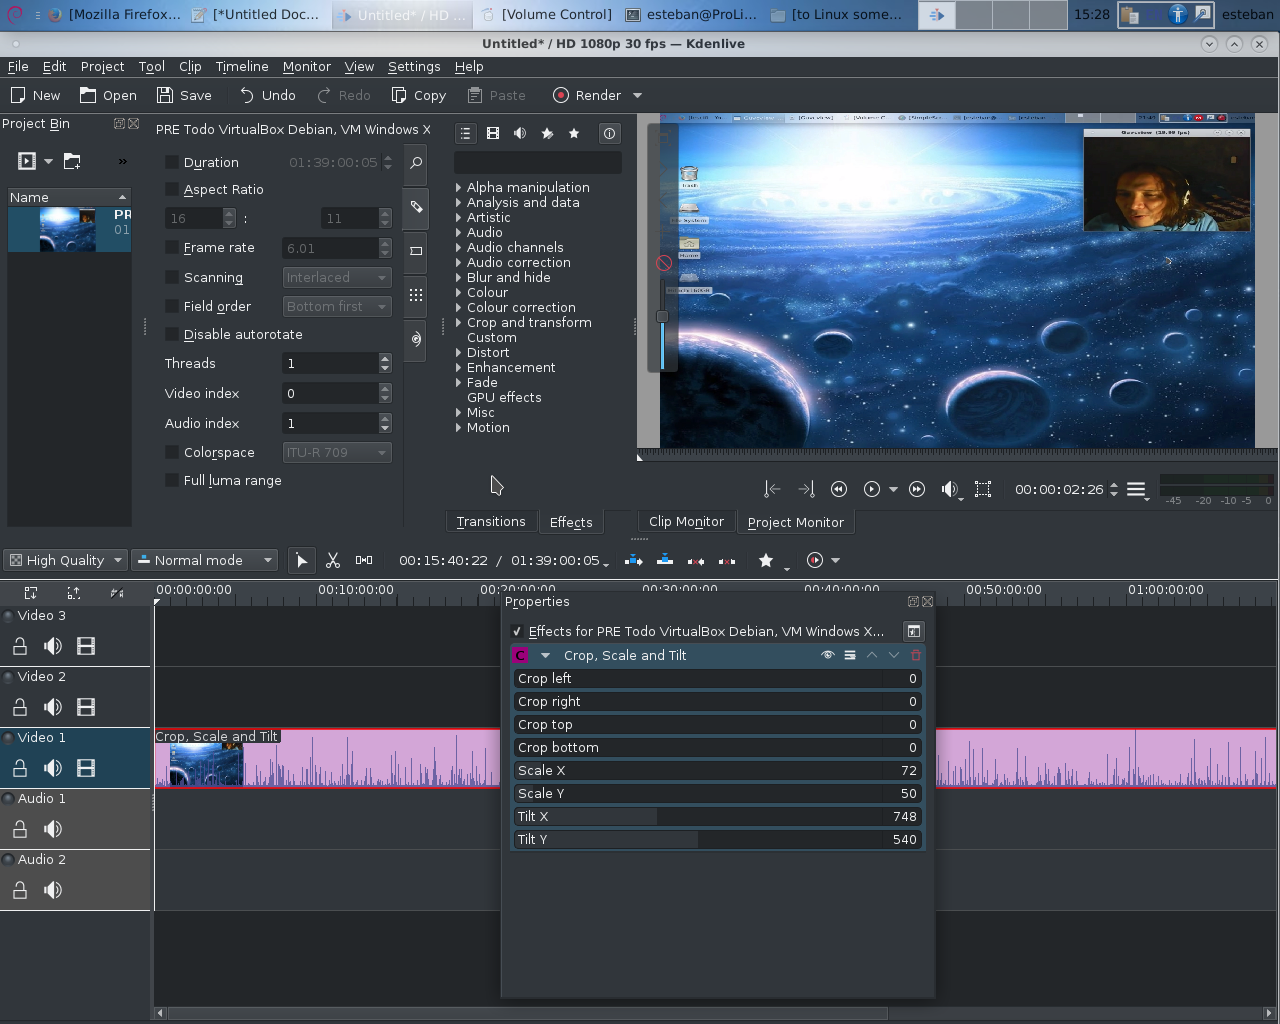 [Mozilla Firefox... [*Untitled Doc... Untitled* / HD ... [Volume Control] esteban@ProLi... [to Linux some... 15:28 esteban
Untitled* / HD 1080p 30 fps — Kdenlive
File Edit Project Tool Clip Timeline Monitor View Settings Help
New Open Save Undo Redo Copy Paste Render
Project Bin
Name
PR
01
PRE Todo VirtualBox Debian, VM Windows X
Duration 01:39:00:05
Aspect Ratio
16 : 11
Frame rate 6.01
Scanning Interlaced
Field order Bottom first
Disable autorotate
Threads 1
Video index 0
Audio index 1
Colorspace ITU-R 709
Full luma range
Alpha manipulation
Analysis and data
Artistic
Audio
Audio channels
Audio correction
Blur and hide
Colour
Colour correction
Crop and transform
Custom
Distort
Enhancement
Fade
GPU effects
Misc
Motion
Transitions Effects
Trash
File System
Home
00:00:02:26
-45 -20 -10 -5 0
Clip Monitor Project Monitor
High Quality Normal mode 00:15:40:22 / 01:39:00:05
00:00:00:00 00:10:00:00 00:20:00:00 00:30:00:00 00:40:00:00 00:50:00:00 01:00:00:00
Video 3
Video 2
Video 1
Crop, Scale and Tilt
Audio 1
Audio 2
Properties
Effects for PRE Todo VirtualBox Debian, VM Windows X...
C Crop, Scale and Tilt
Crop left 0
Crop right 0
Crop top 0
Crop bottom 0
Scale X 72
Scale Y 50
Tilt X 748
Tilt Y 540